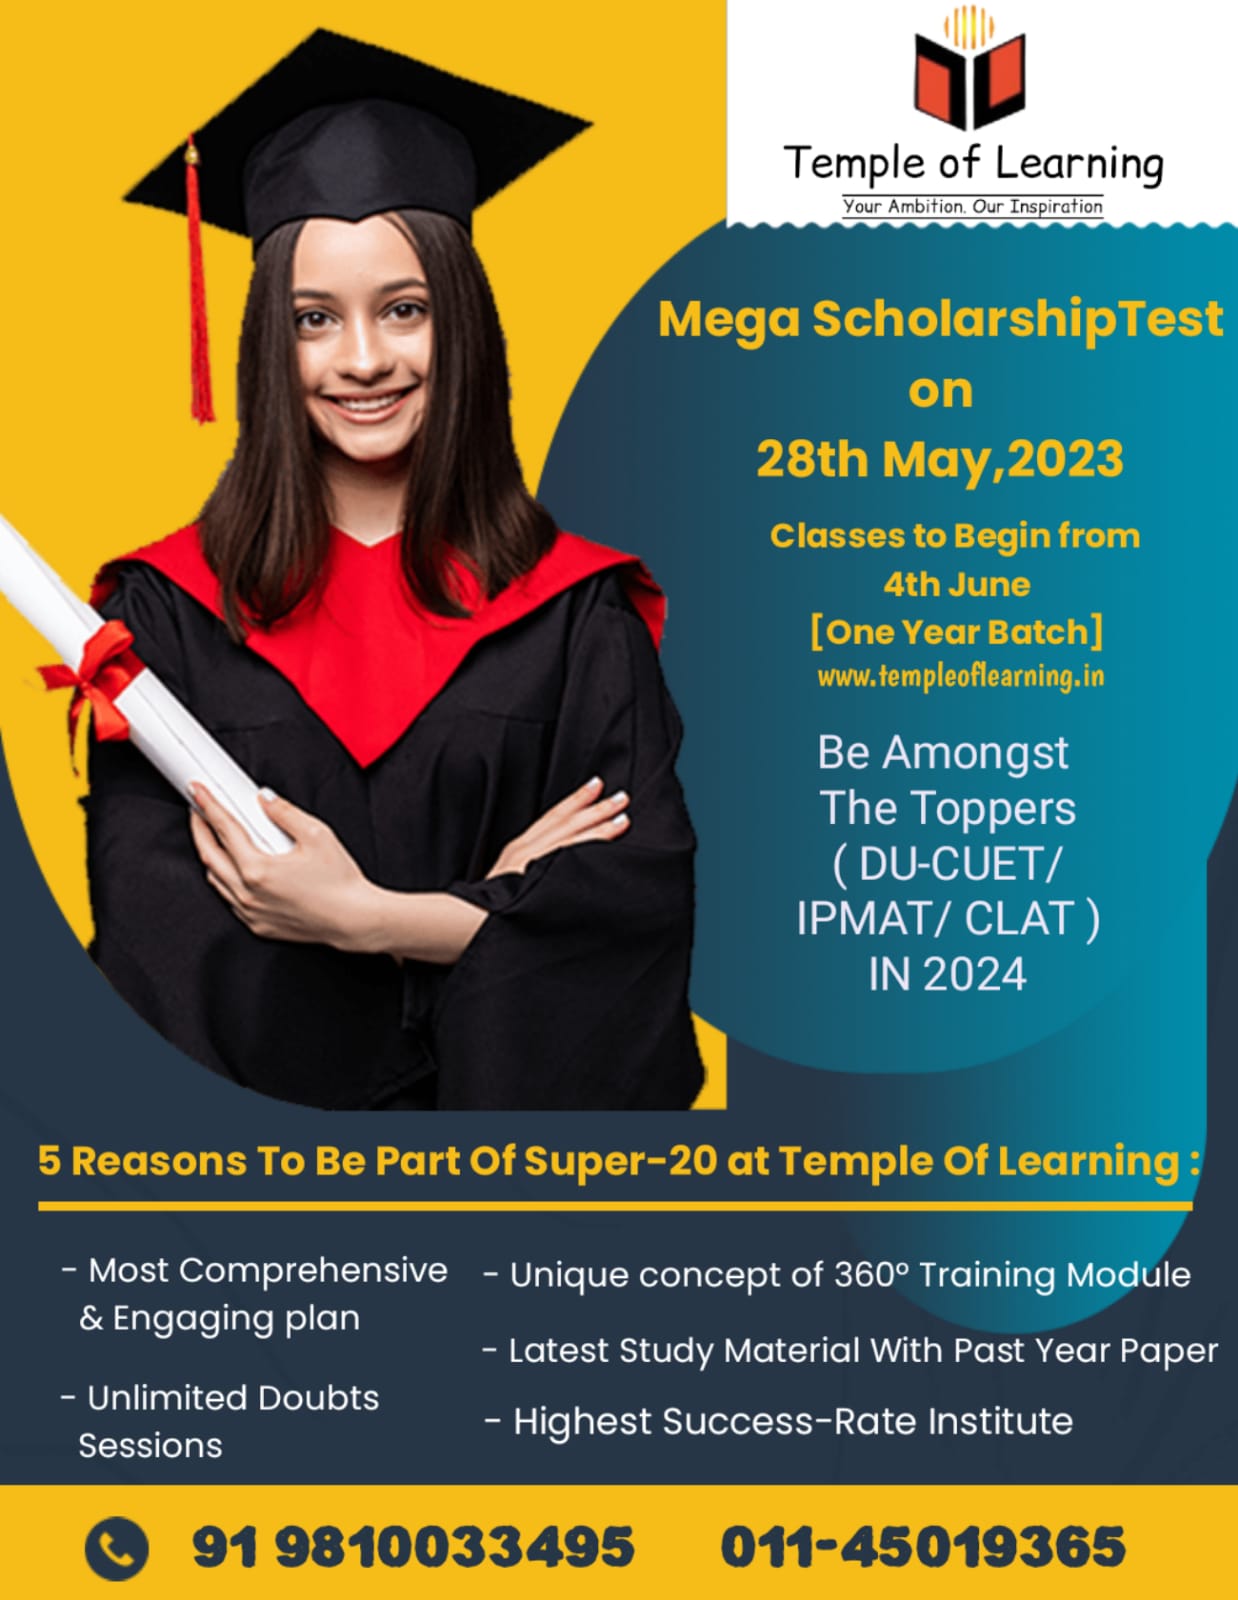 Temple of Learning
Your Ambition. Our Inspiration
Mega ScholarshipTest
on
28th May,2023
Classes to Begin from
4th June
[One Year Batch]
www.templeoflearning.in
Be Amongst
The Toppers
( DU-CUET/
IPMAT/ CLAT )
IN 2024
5 Reasons To Be Part Of Super-20 at Temple Of Learning :
- Most Comprehensive
& Engaging plan
- Unlimited Doubts
Sessions
- Unique concept of 360° Training Module
- Latest Study Material With Past Year Paper
- Highest Success-Rate Institute
91 9810033495
011-45019365